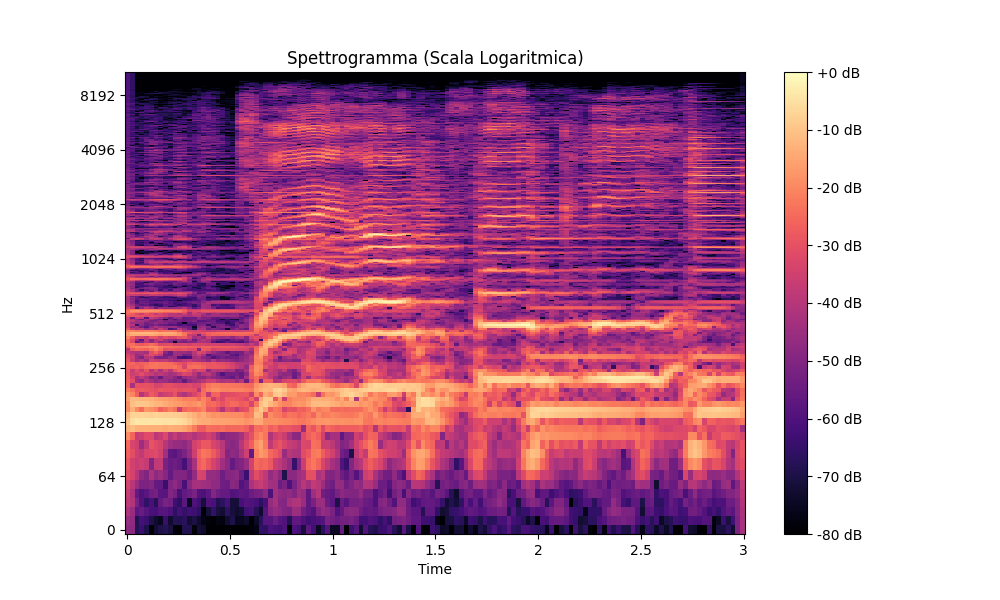 Spettrogramma (Scala Logaritmica)
Hz
8192
4096
2048
1024
512
256
128
64
0
0
0.5
1
1.5
2
2.5
3
Time
+0 dB
-10 dB
-20 dB
-30 dB
-40 dB
-50 dB
-60 dB
-70 dB
-80 dB